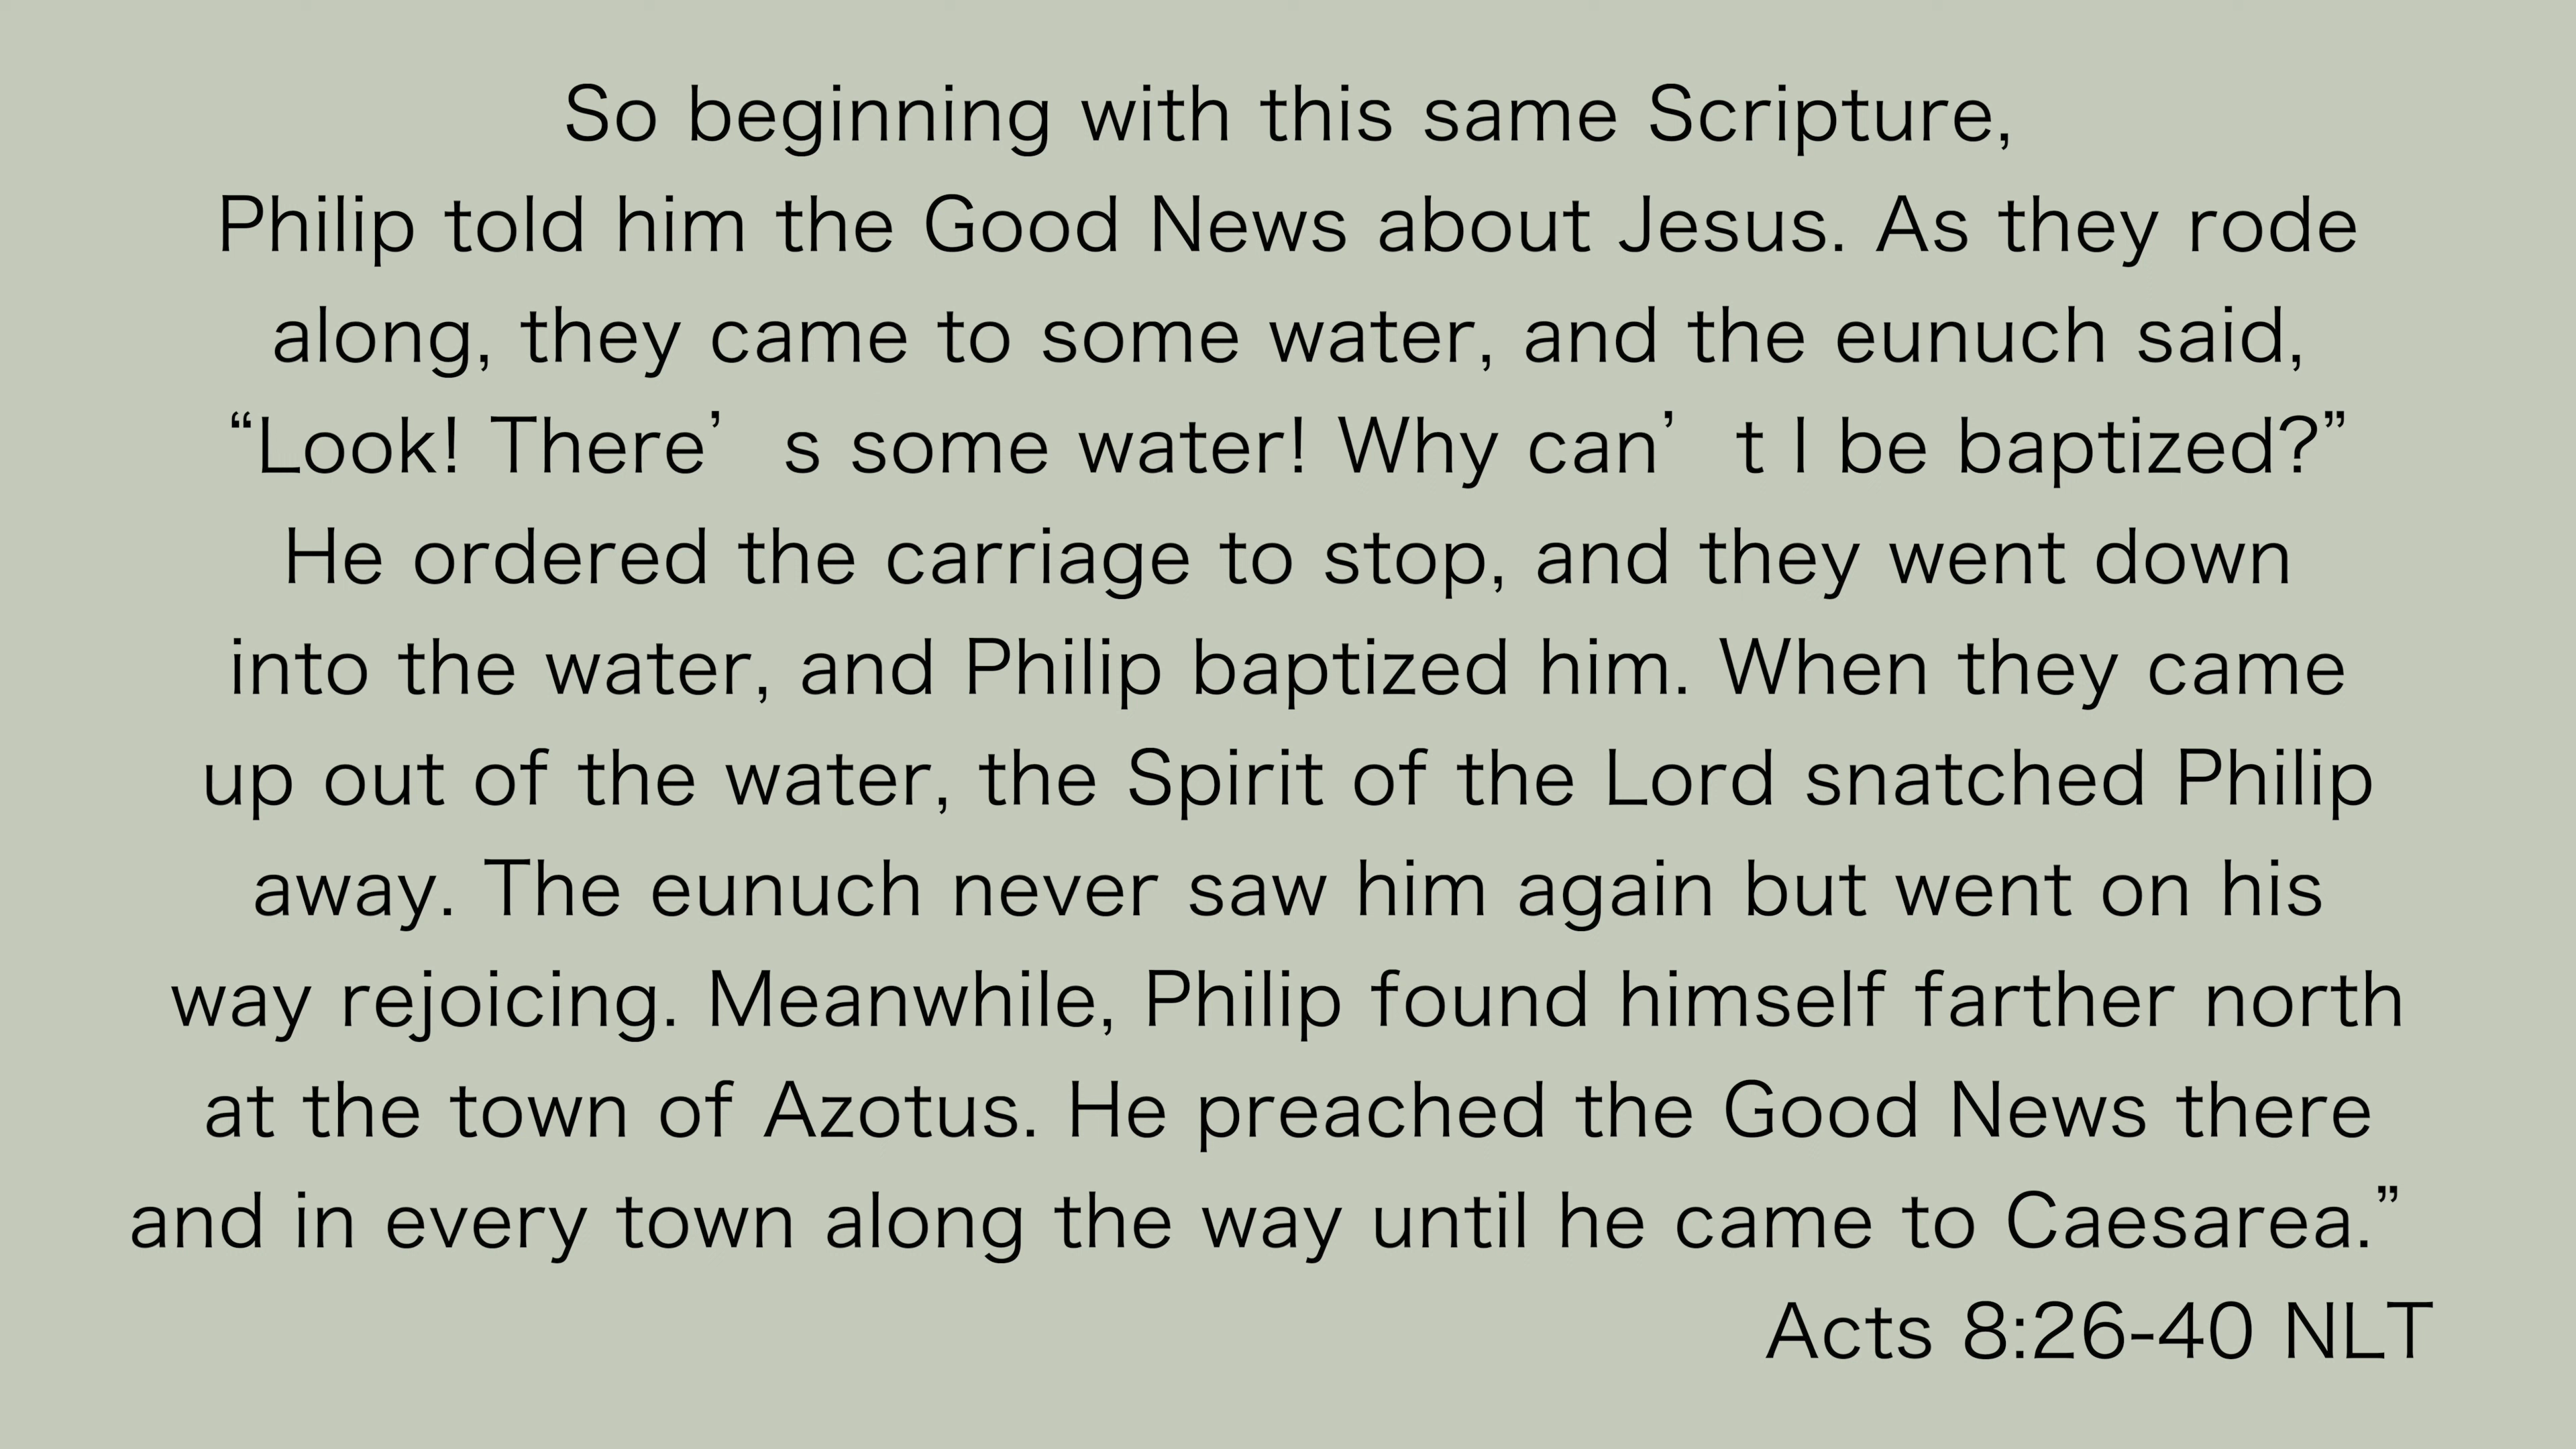 So beginning with this same Scripture,
Philip told him the Good News about Jesus. As they rode
along, they came to some water, and the eunuch said,
“Look! There’s some water! Why can’t I be baptized?”
He ordered the carriage to stop, and they went down
into the water, and Philip baptized him. When they came
up out of the water, the Spirit of the Lord snatched Philip
away. The eunuch never saw him again but went on his
way rejoicing. Meanwhile, Philip found himself farther north
at the town of Azotus. He preached the Good News there
and in every town along the way until he came to Caesarea.”
Acts 8:26-40 NLT